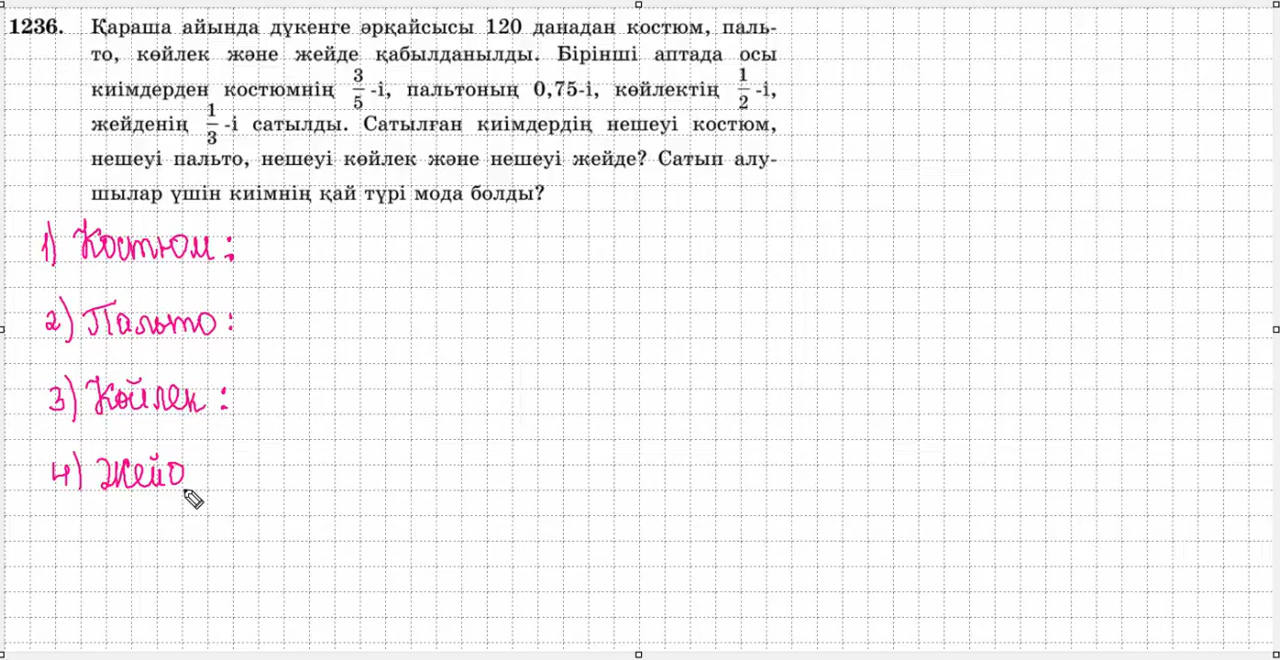 1236. Қараша айында дүкенге әрқайсысы 120 данадан костюм, паль-
то, көйлек және жейде қабылданылды. Бірінші аптада осы
киімдерден костюмнің 3/5 -і, пальтоның 0,75-і, көйлектің 1/2 -і,
жейденің 1/3 -і сатылды. Сатылған киімдердің нешеуі костюм,
нешеуі пальто, нешеуі көйлек және нешеуі жейде? Сатып алу-
шылар үшін киімнің қай түрі мода болды?
1) Костюм :
2) Пальто :
3) Көйлек :
4) Жейо